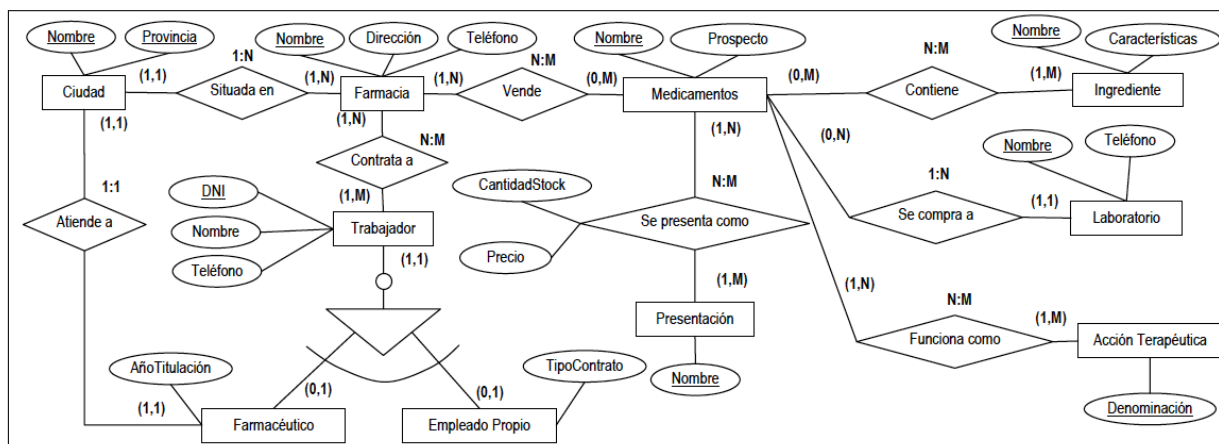 Nombre
Provincia
1:N
Nombre
Dirección
Teléfono
N:M
Nombre
Prospecto
N:M
Nombre
Características
(1,1)
(1,N)
(1,N)
(0,M)
(0,M)
(1,M)
Ciudad
Situada en
Farmacia
Vende
Medicamentos
Contiene
Ingrediente
(1,1)
(1,N)
(1,N)
(0,N)
N:M
Contrata a
Nombre
Teléfono
1:1
DNI
(1,M)
CantidadStock
N:M
1:N
Atiende a
Nombre
Trabajador
Se presenta como
Se compra a
(1,1)
Laboratorio
Teléfono
(1,1)
Precio
(1,M)
(1,N)
N:M
(1,M)
Presentación
Funciona como
Acción Terapéutica
AñoTitulación
TipoContrato
Nombre
(0,1)
(0,1)
(1,1)
Farmacéutico
Empleado Propio
Denominación